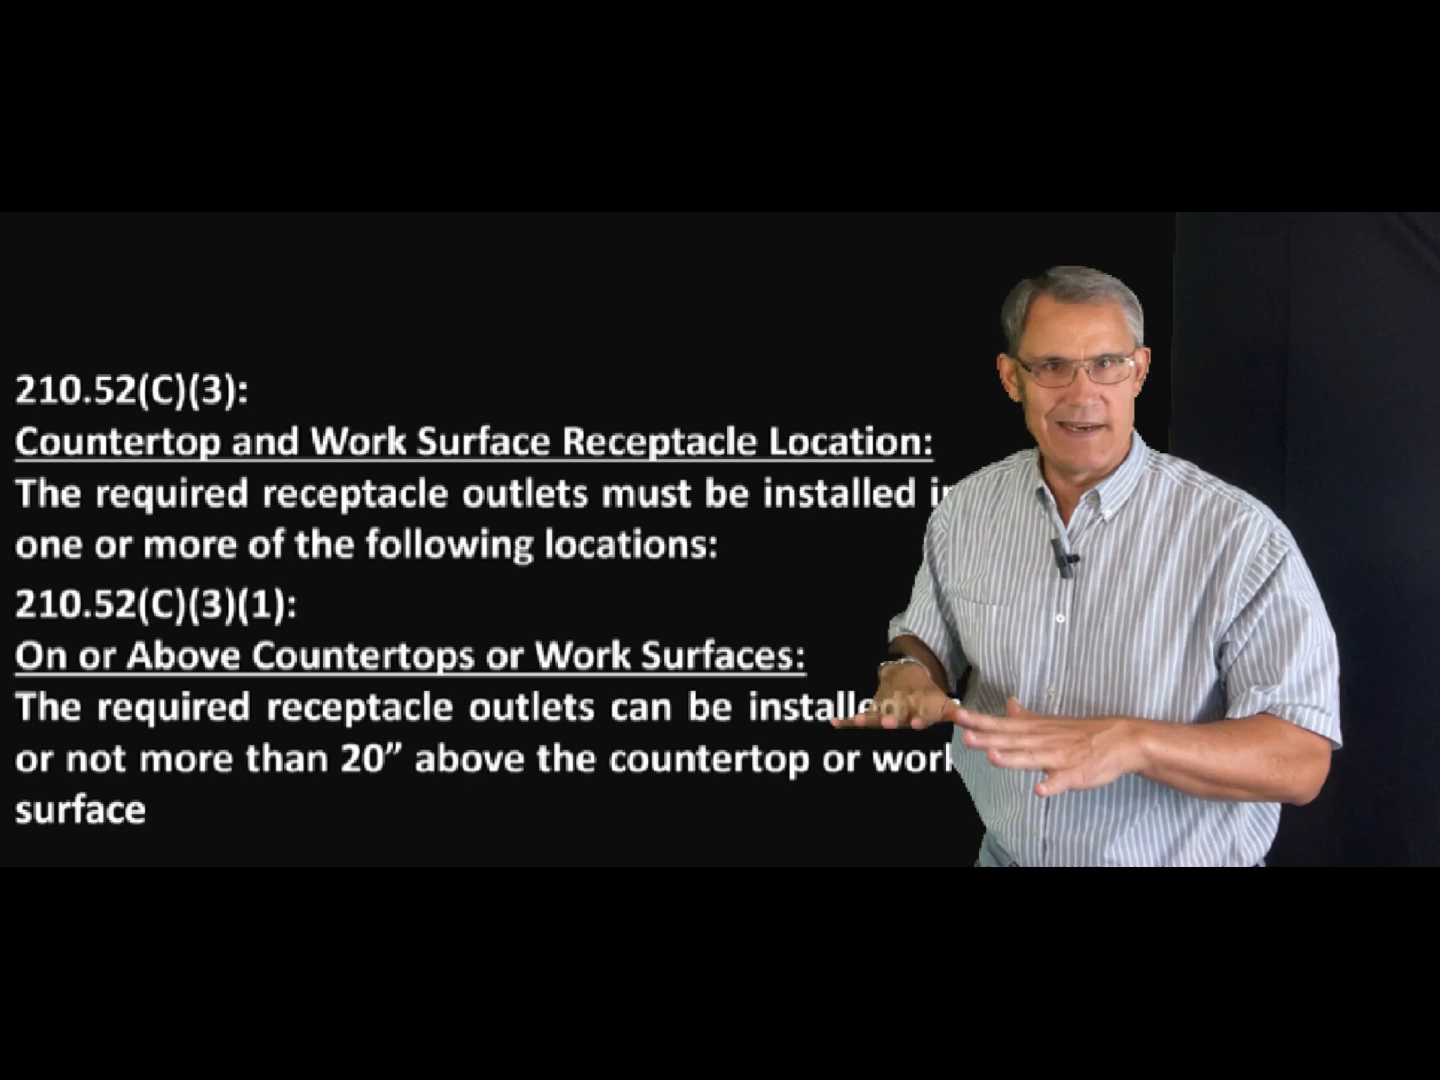 210.52(C)(3):
Countertop and Work Surface Receptacle Location:
The required receptacle outlets must be installed
one or more of the following locations:
210.52(C)(3)(1):
On or Above Countertops or Work Surfaces:
The required receptacle outlets can be installed
or not more than 20” above the countertop or work
surface